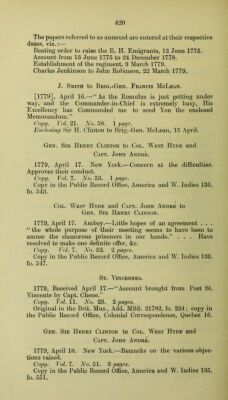 420
The papers referred to as annexed are entered at their respective
dates, viz.:—
Beating order to raise the R. H. Emigrants, 12 June 1775.
Account from 13 June 1775 to 24 December 1778.
Establishment of the regiment, 9 March 1779.
Charles Jenkinson to John Robinson, 22 March 1779.
J. Smith to Brig.-Gen. Francis McLean.
[1779], April 16.—"As the Romulus is just getting under
way, and the Commander-in-Chief is extremely busy, His
Excellency has Commanded me to send You the enclosed
Memorandum."
Copy. Vol. 21. No. 58. 1 page.
Enclosing Sir H. Clinton to Brig.-Gen. McLean, 15 April.
Gen. Sir Henry Clinton to Col. West Hyde and
Capt. John André.
1779, April 17. New York.—Concern at the difficulties.
Approves their conduct.
Copy. Vol. 7. No. 53. 1 page.
Copy in the Public Record Office, America and W. Indies 135,
fo. 543.
Col. West Hyde and Capt. John André to
Gen. Sir Henry Clinton.
1779, April 17. Amboy.—Little hopes of an agreement . . .
"the whole purpose of their meeting seems to have been to
amuse the clamorous prisoners in our hands." . . . Have
resolved to make one definite offer, &c.
Copy. Vol. 7. No. 52. 2 pages.
Copy in the Public Record Office, America and W. Indies 135,
fo. 547.
St. Vincennes.
1779, Received April 17.—"Account brought from Post St.
Vincents by Capt. Chene."
Copy. Vol. 11. No. 23. 2 pages.
Original in the Brit. Mus., Add. MSS. 21782, fo. 224; copy in
the Public Record Office, Colonial Correspondence, Quebec 16.
Gen. Sir Henry Clinton to Col. West Hyde and
Capt. John André.
1779, April 18. New York.—Remarks on the various objec-
tions raised.
Copy. Vol. 7. No. 51. 3 pages.
Copy in the Public Record Office, America and W. Indies 135,
fo. 551.